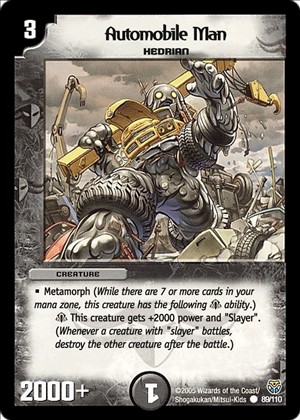 3
Automobile Man
HEDRIAN
CREATURE
▪ Metamorph (While there are 7 or more cards in your
mana zone, this creature has the following ability.)
This creature gets +2000 power and "Slayer".
(Whenever a creature with "slayer" battles,
destroy the other creature after the battle.)
2000+
1
©2005 Wizards of the Coast/
Shogakukan/Mitsui-Kids
89/110